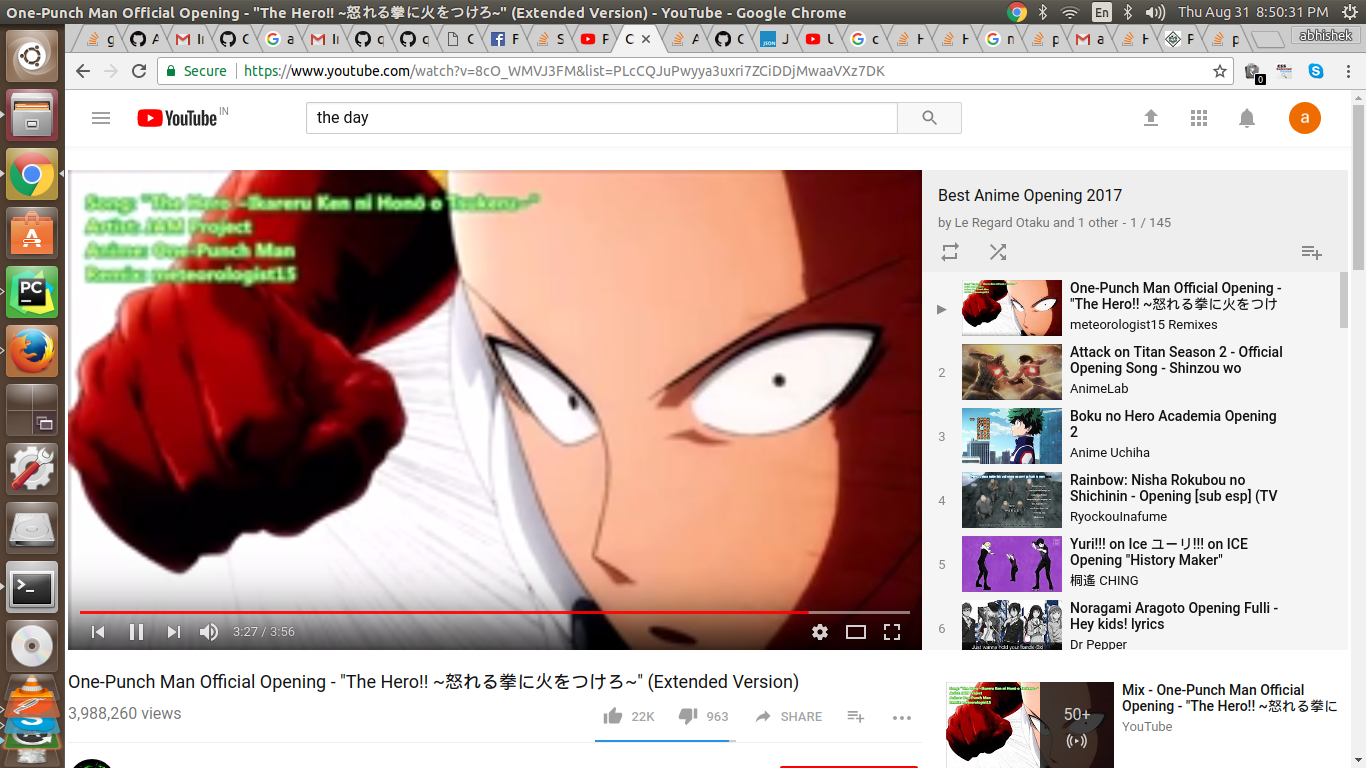 One-Punch Man Official Opening - "The Hero!! ~怒れる拳に火をつけろ~" (Extended Version) - YouTube - Google Chrome
En
Thu Aug 31 8:50:31 PM
abhishek
Secure
https://www.youtube.com/watch?v=8cO_WMVJ3FM&list=PLcCQJuPwyya3uxri7ZCiDDjMwaaVXz7DK
0
YouTube IN
the day
a
Song: "The Hero ~Ikareru Ken ni Honō o Tsukeru~"
Artist: JAM Project
Anime: One-Punch Man
Remix: meteorologist15
3:27 / 3:56
Best Anime Opening 2017
by Le Regard Otaku and 1 other - 1 / 145
One-Punch Man Official Opening -
"The Hero!! ~怒れる拳に火をつけ
meteorologist15 Remixes
2
Attack on Titan Season 2 - Official
Opening Song - Shinzou wo
AnimeLab
3
Boku no Hero Academia Opening
2
Anime Uchiha
4
Rainbow: Nisha Rokubou no
Shichinin - Opening [sub esp] (TV
RyockouInafume
5
Yuri!!! on Ice ユーリ!!! on ICE
Opening "History Maker"
桐遙 CHING
6
Noragami Aragoto Opening Fulli -
Hey kids! lyrics
Dr Pepper
Just wanna hold your hands
One-Punch Man Official Opening - "The Hero!! ~怒れる拳に火をつけろ~" (Extended Version)
3,988,260 views
22K
963
SHARE
50+
Mix - One-Punch Man Official
Opening - "The Hero!! ~怒れる拳に
YouTube
PC